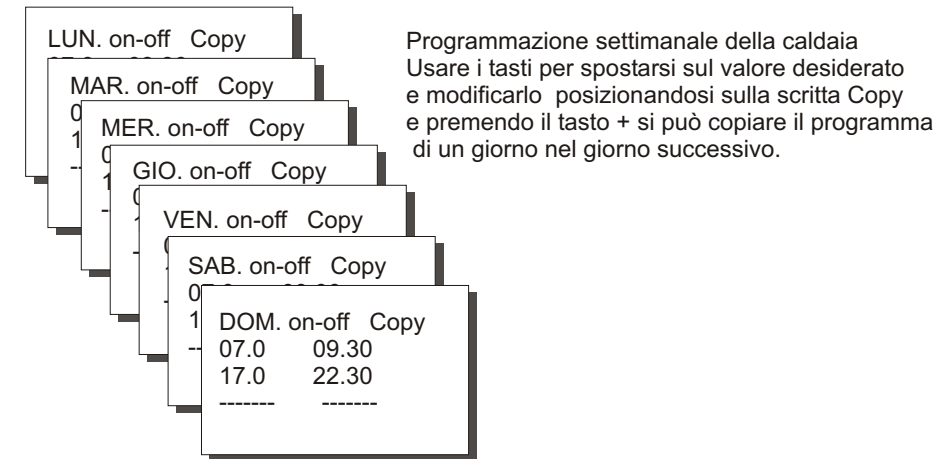 LUN. on-off Copy
MAR. on-off Copy
MER. on-off Copy
GIO. on-off Copy
VEN. on-off Copy
SAB. on-off Copy
DOM. on-off Copy
07.0 09.30
17.0 22.30
------- -------
Programmazione settimanale della caldaia
Usare i tasti per spostarsi sul valore desiderato
e modificarlo posizionandosi sulla scritta Copy
e premendo il tasto + si può copiare il programma
di un giorno nel giorno successivo.